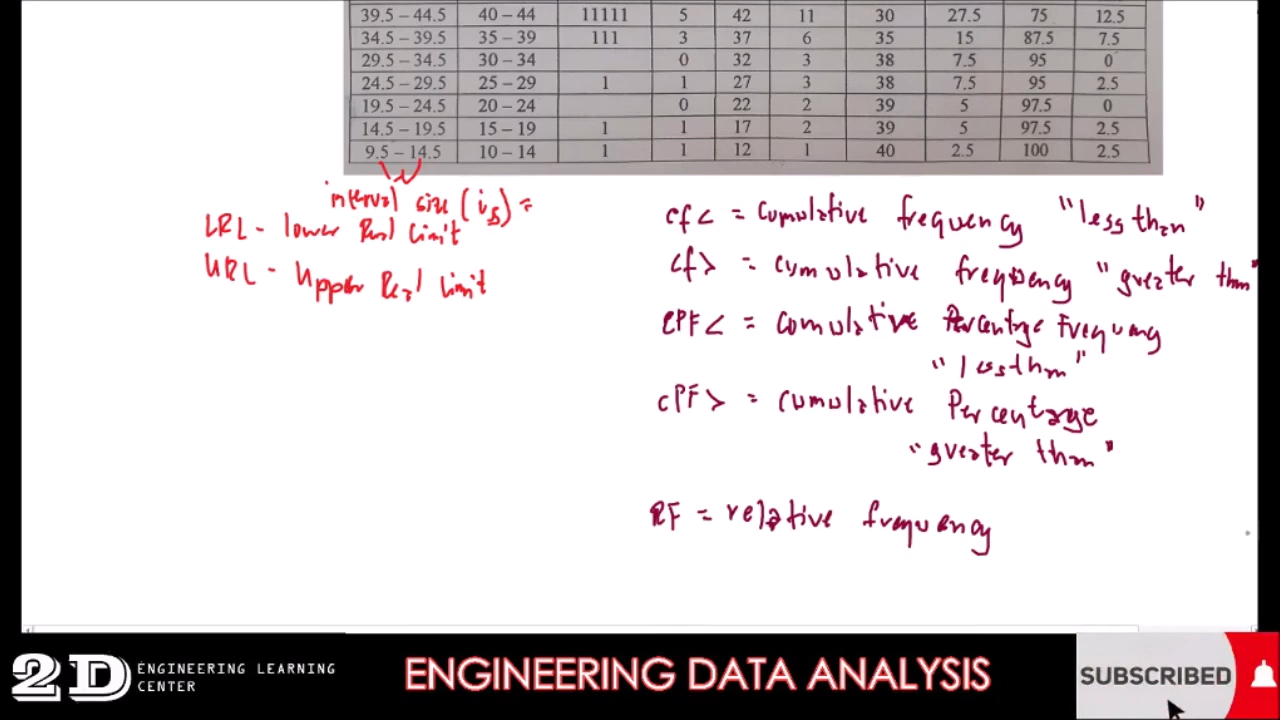 39.5 – 44.5 40 – 44 11111 5 42 11 30 27.5 75 12.5
34.5 – 39.5 35 – 39 111 3 37 6 35 15 87.5 7.5
29.5 – 34.5 30 – 34 0 32 3 38 7.5 95 0
24.5 – 29.5 25 – 29 1 1 27 3 38 7.5 95 2.5
19.5 – 24.5 20 – 24 0 22 2 39 5 97.5 0
14.5 – 19.5 15 – 19 1 1 17 2 39 5 97.5 2.5
9.5 – 14.5 10 – 14 1 1 12 1 40 2.5 100 2.5
interval size (is) =
LRL - lower Real limit
URL - Upper Real limit
cf< = cumulative frequency "less than"
cf> = cumulative frequency "greater than"
CPF< = cumulative Percentage Frequency
"less than"
CPF> = cumulative Percentage
"greater than"
RF = relative frequency
2D ENGINEERING LEARNING
CENTER
ENGINEERING DATA ANALYSIS
SUBSCRIBED